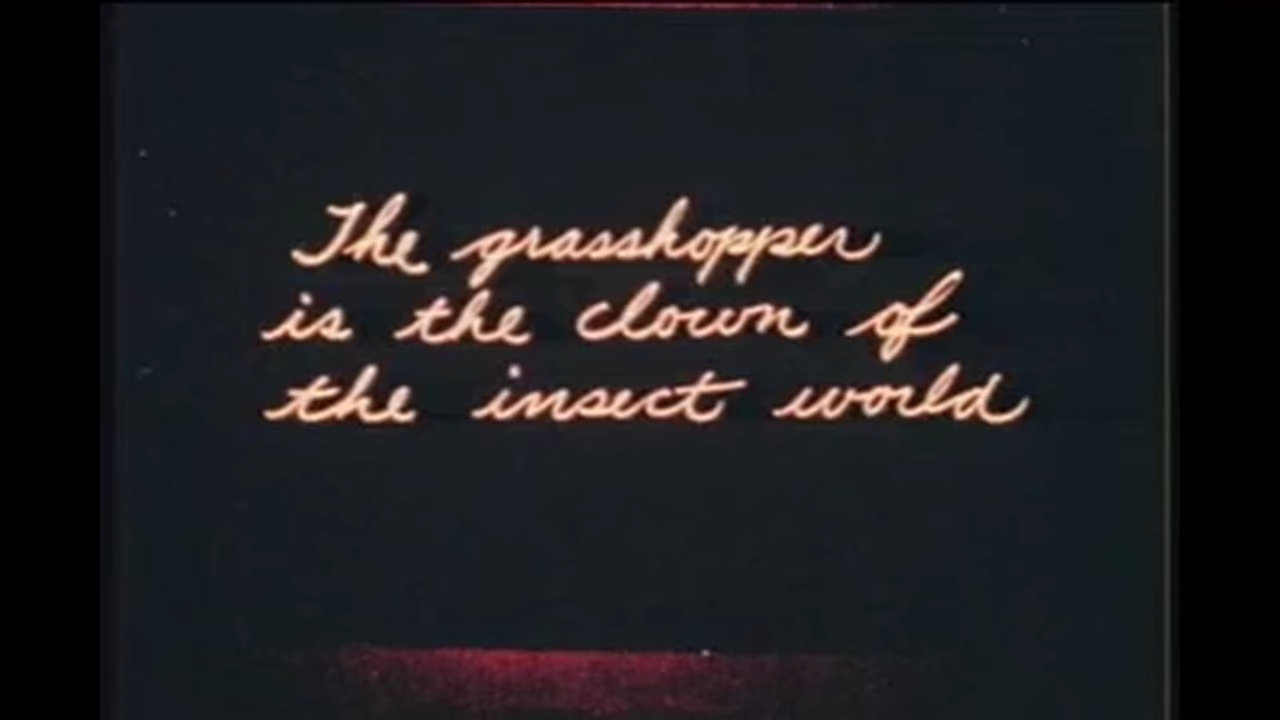 The grasshopper
is the clown of
the insect world